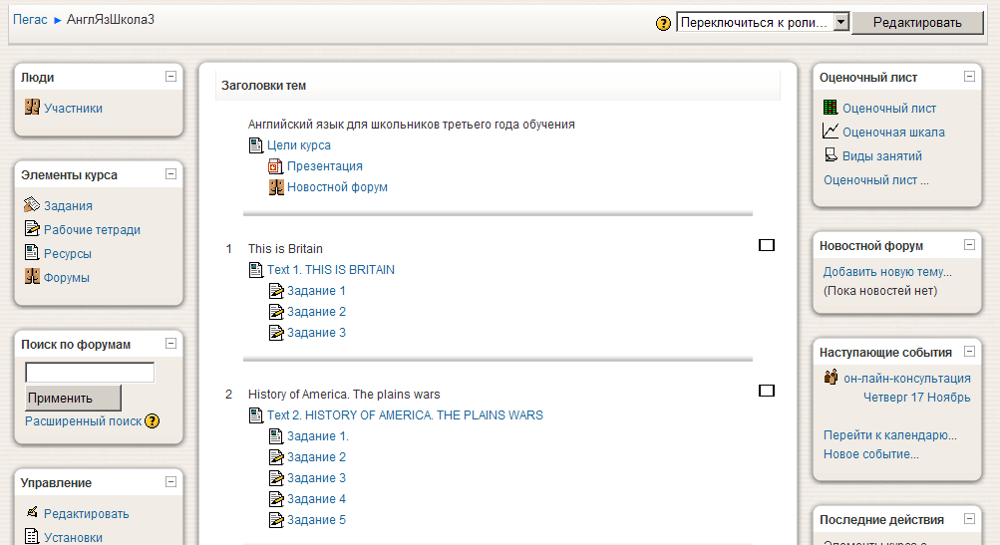 Пегас ► АнглЯзШкола3
Переключиться к роли...
Редактировать
Люди
Участники
Элементы курса
Задания
Рабочие тетради
Ресурсы
Форумы
Поиск по форумам
Применить
Расширенный поиск
Управление
Редактировать
Установки
Заголовки тем
Английский язык для школьников третьего года обучения
Цели курса
Презентация
Новостной форум
1 This is Britain
Text 1. THIS IS BRITAIN
Задание 1
Задание 2
Задание 3
2 History of America. The plains wars
Text 2. HISTORY OF AMERICA. THE PLAINS WARS
Задание 1.
Задание 2
Задание 3
Задание 4
Задание 5
Оценочный лист
Оценочный лист
Оценочная шкала
Виды занятий
Оценочный лист ...
Новостной форум
Добавить новую тему...
(Пока новостей нет)
Наступающие события
он-лайн-консультация
Четверг 17 Ноябрь
Перейти к календарю...
Новое событие...
Последние действия